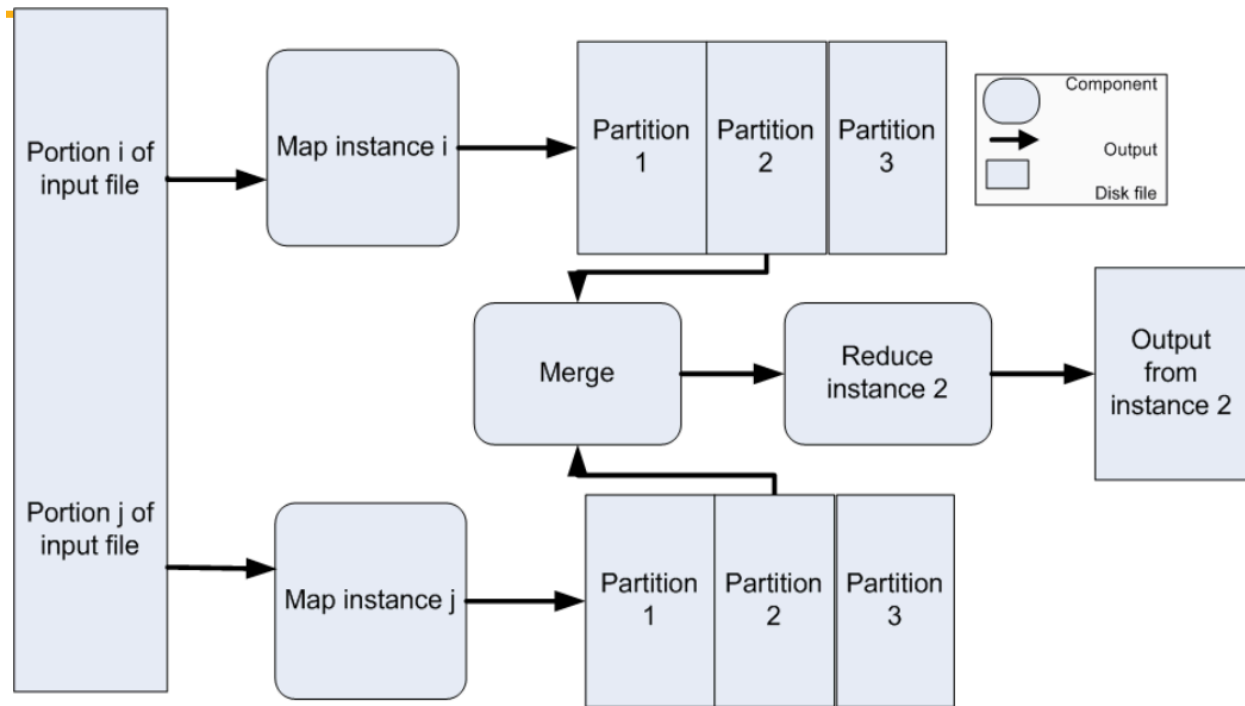 Portion i of
input file
Map instance i
Partition
1
Partition
2
Partition
3
Component
Output
Disk file
Merge
Reduce
instance 2
Output
from
instance 2
Portion j of
input file
Map instance j
Partition
1
Partition
2
Partition
3